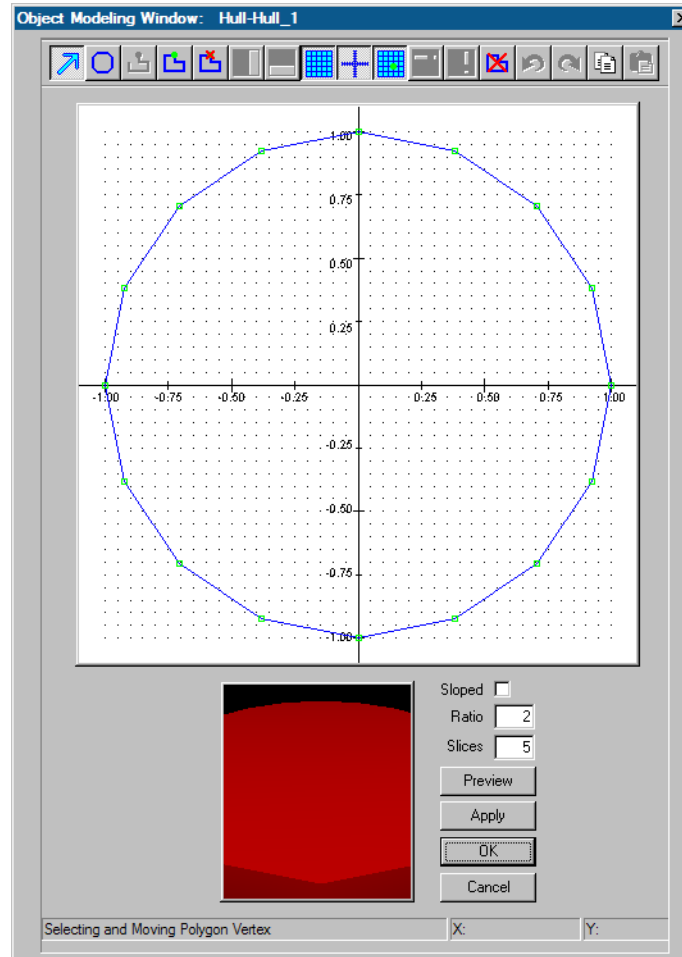 Object Modeling Window: Hull-Hull_1
1.00
0.75
0.50
0.25
-1.00 -0.75 -0.50 -0.25 0.25 0.50 0.75 1.00
-0.25
-0.50
-0.75
-1.00
Sloped
Ratio 2
Slices 5
Preview
Apply
OK
Cancel
Selecting and Moving Polygon Vertex X: Y: